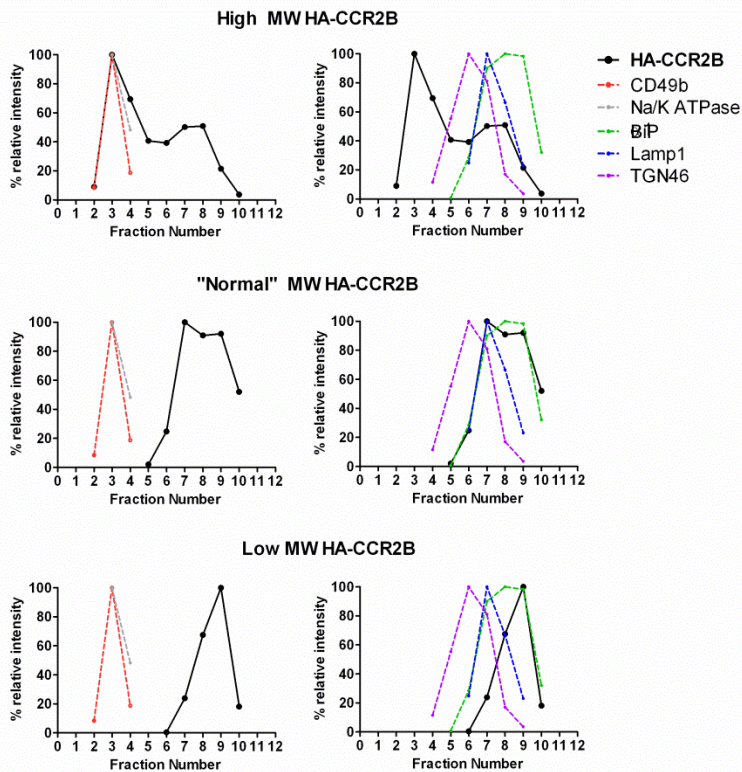 High MW HA-CCR2B
% relative intensity
100
80
60
40
20
0
0 1 2 3 4 5 6 7 8 9 10 11 12
Fraction Number
% relative intensity
100
80
60
40
20
0
0 1 2 3 4 5 6 7 8 9 10 11 12
Fraction Number
HA-CCR2B
CD49b
Na/K ATPase
BiP
Lamp1
TGN46
"Normal" MW HA-CCR2B
% relative intensity
100
80
60
40
20
0
0 1 2 3 4 5 6 7 8 9 10 11 12
Fraction Number
% relative intensity
100
80
60
40
20
0
0 1 2 3 4 5 6 7 8 9 10 11 12
Fraction Number
Low MW HA-CCR2B
% relative intensity
100
80
60
40
20
0
0 1 2 3 4 5 6 7 8 9 10 11 12
Fraction Number
% relative intensity
100
80
60
40
20
0
0 1 2 3 4 5 6 7 8 9 10 11 12
Fraction Number